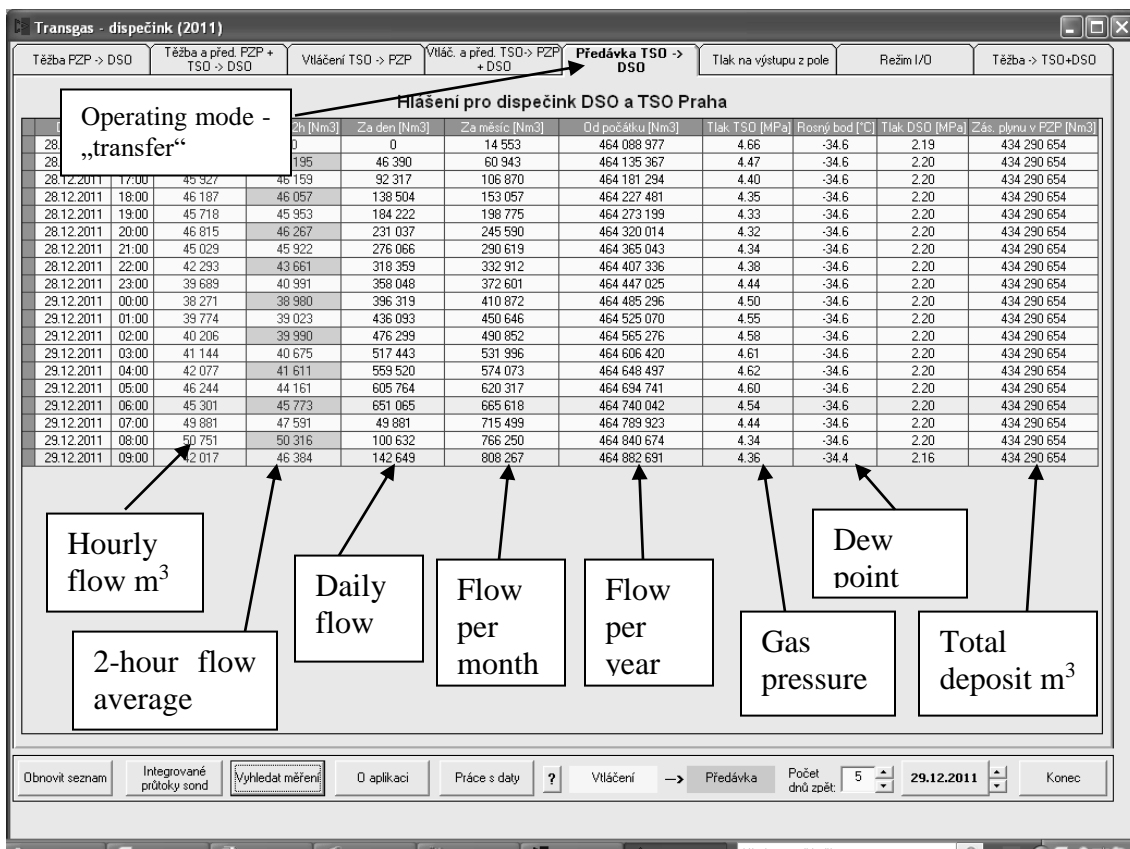 Transgas - dispečink (2011)
Těžba PZP -> DSO
Těžba a před. PZP +
TSO -> DSO
Vtláčení TSO -> PZP
Vtláč. a před. TSO-> PZP
+ DSO
Předávka TSO ->
DSO
Tlak na výstupu z pole
Režim I/O
Těžba -> TSO+DSO
Hlášení pro dispečink DSO a TSO Praha
Operating mode -
„transfer“
2h [Nm3] Za den [Nm3] Za měsíc [Nm3] Od počátku [Nm3] Tlak TSO [MPa] Rosný bod [°C] Tlak DSO [MPa] Zás. plynu v PZP [Nm3]
28. 0 0 14 553 464 088 977 4.66 -34.6 2.19 434 290 654
28. 195 46 390 60 943 464 135 367 4.47 -34.6 2.20 434 290 654
28.12.2011 17:00 45 927 46 159 92 317 106 870 464 181 294 4.40 -34.6 2.20 434 290 654
28.12.2011 18:00 46 187 46 057 138 504 153 057 464 227 481 4.35 -34.6 2.20 434 290 654
28.12.2011 19:00 45 718 45 953 184 222 198 775 464 273 199 4.33 -34.6 2.20 434 290 654
28.12.2011 20:00 46 815 46 267 231 037 245 590 464 320 014 4.32 -34.6 2.20 434 290 654
28.12.2011 21:00 45 029 45 922 276 066 290 619 464 365 043 4.34 -34.6 2.20 434 290 654
28.12.2011 22:00 42 293 43 661 318 359 332 912 464 407 336 4.38 -34.6 2.20 434 290 654
28.12.2011 23:00 39 689 40 991 358 048 372 601 464 447 025 4.44 -34.6 2.20 434 290 654
29.12.2011 00:00 38 271 38 980 396 319 410 872 464 485 296 4.50 -34.6 2.20 434 290 654
29.12.2011 01:00 39 774 39 023 436 093 450 646 464 525 070 4.55 -34.6 2.20 434 290 654
29.12.2011 02:00 40 206 39 990 476 299 490 852 464 565 276 4.58 -34.6 2.20 434 290 654
29.12.2011 03:00 41 144 40 675 517 443 531 996 464 606 420 4.61 -34.6 2.20 434 290 654
29.12.2011 04:00 42 077 41 611 559 520 574 073 464 648 497 4.62 -34.6 2.20 434 290 654
29.12.2011 05:00 46 244 44 161 605 764 620 317 464 694 741 4.60 -34.6 2.20 434 290 654
29.12.2011 06:00 45 301 45 773 651 065 665 618 464 740 042 4.54 -34.6 2.20 434 290 654
29.12.2011 07:00 49 881 47 591 49 881 715 499 464 789 923 4.44 -34.6 2.20 434 290 654
29.12.2011 08:00 50 751 50 316 100 632 766 250 464 840 674 4.34 -34.6 2.20 434 290 654
29.12.2011 09:00 42 017 46 384 142 649 808 267 464 882 691 4.36 -34.4 2.16 434 290 654
Hourly
flow m³
2-hour flow
average
Daily
flow
Flow
per
month
Flow
per
year
Gas
pressure
Dew
point
Total
deposit m³
Obnovit seznam
Integrované
průtoky sond
Vyhledat měření
O aplikaci
Práce s daty
?
Vtláčení
-->
Předávka
Počet
dnů zpět:
5
29.12.2011
Konec